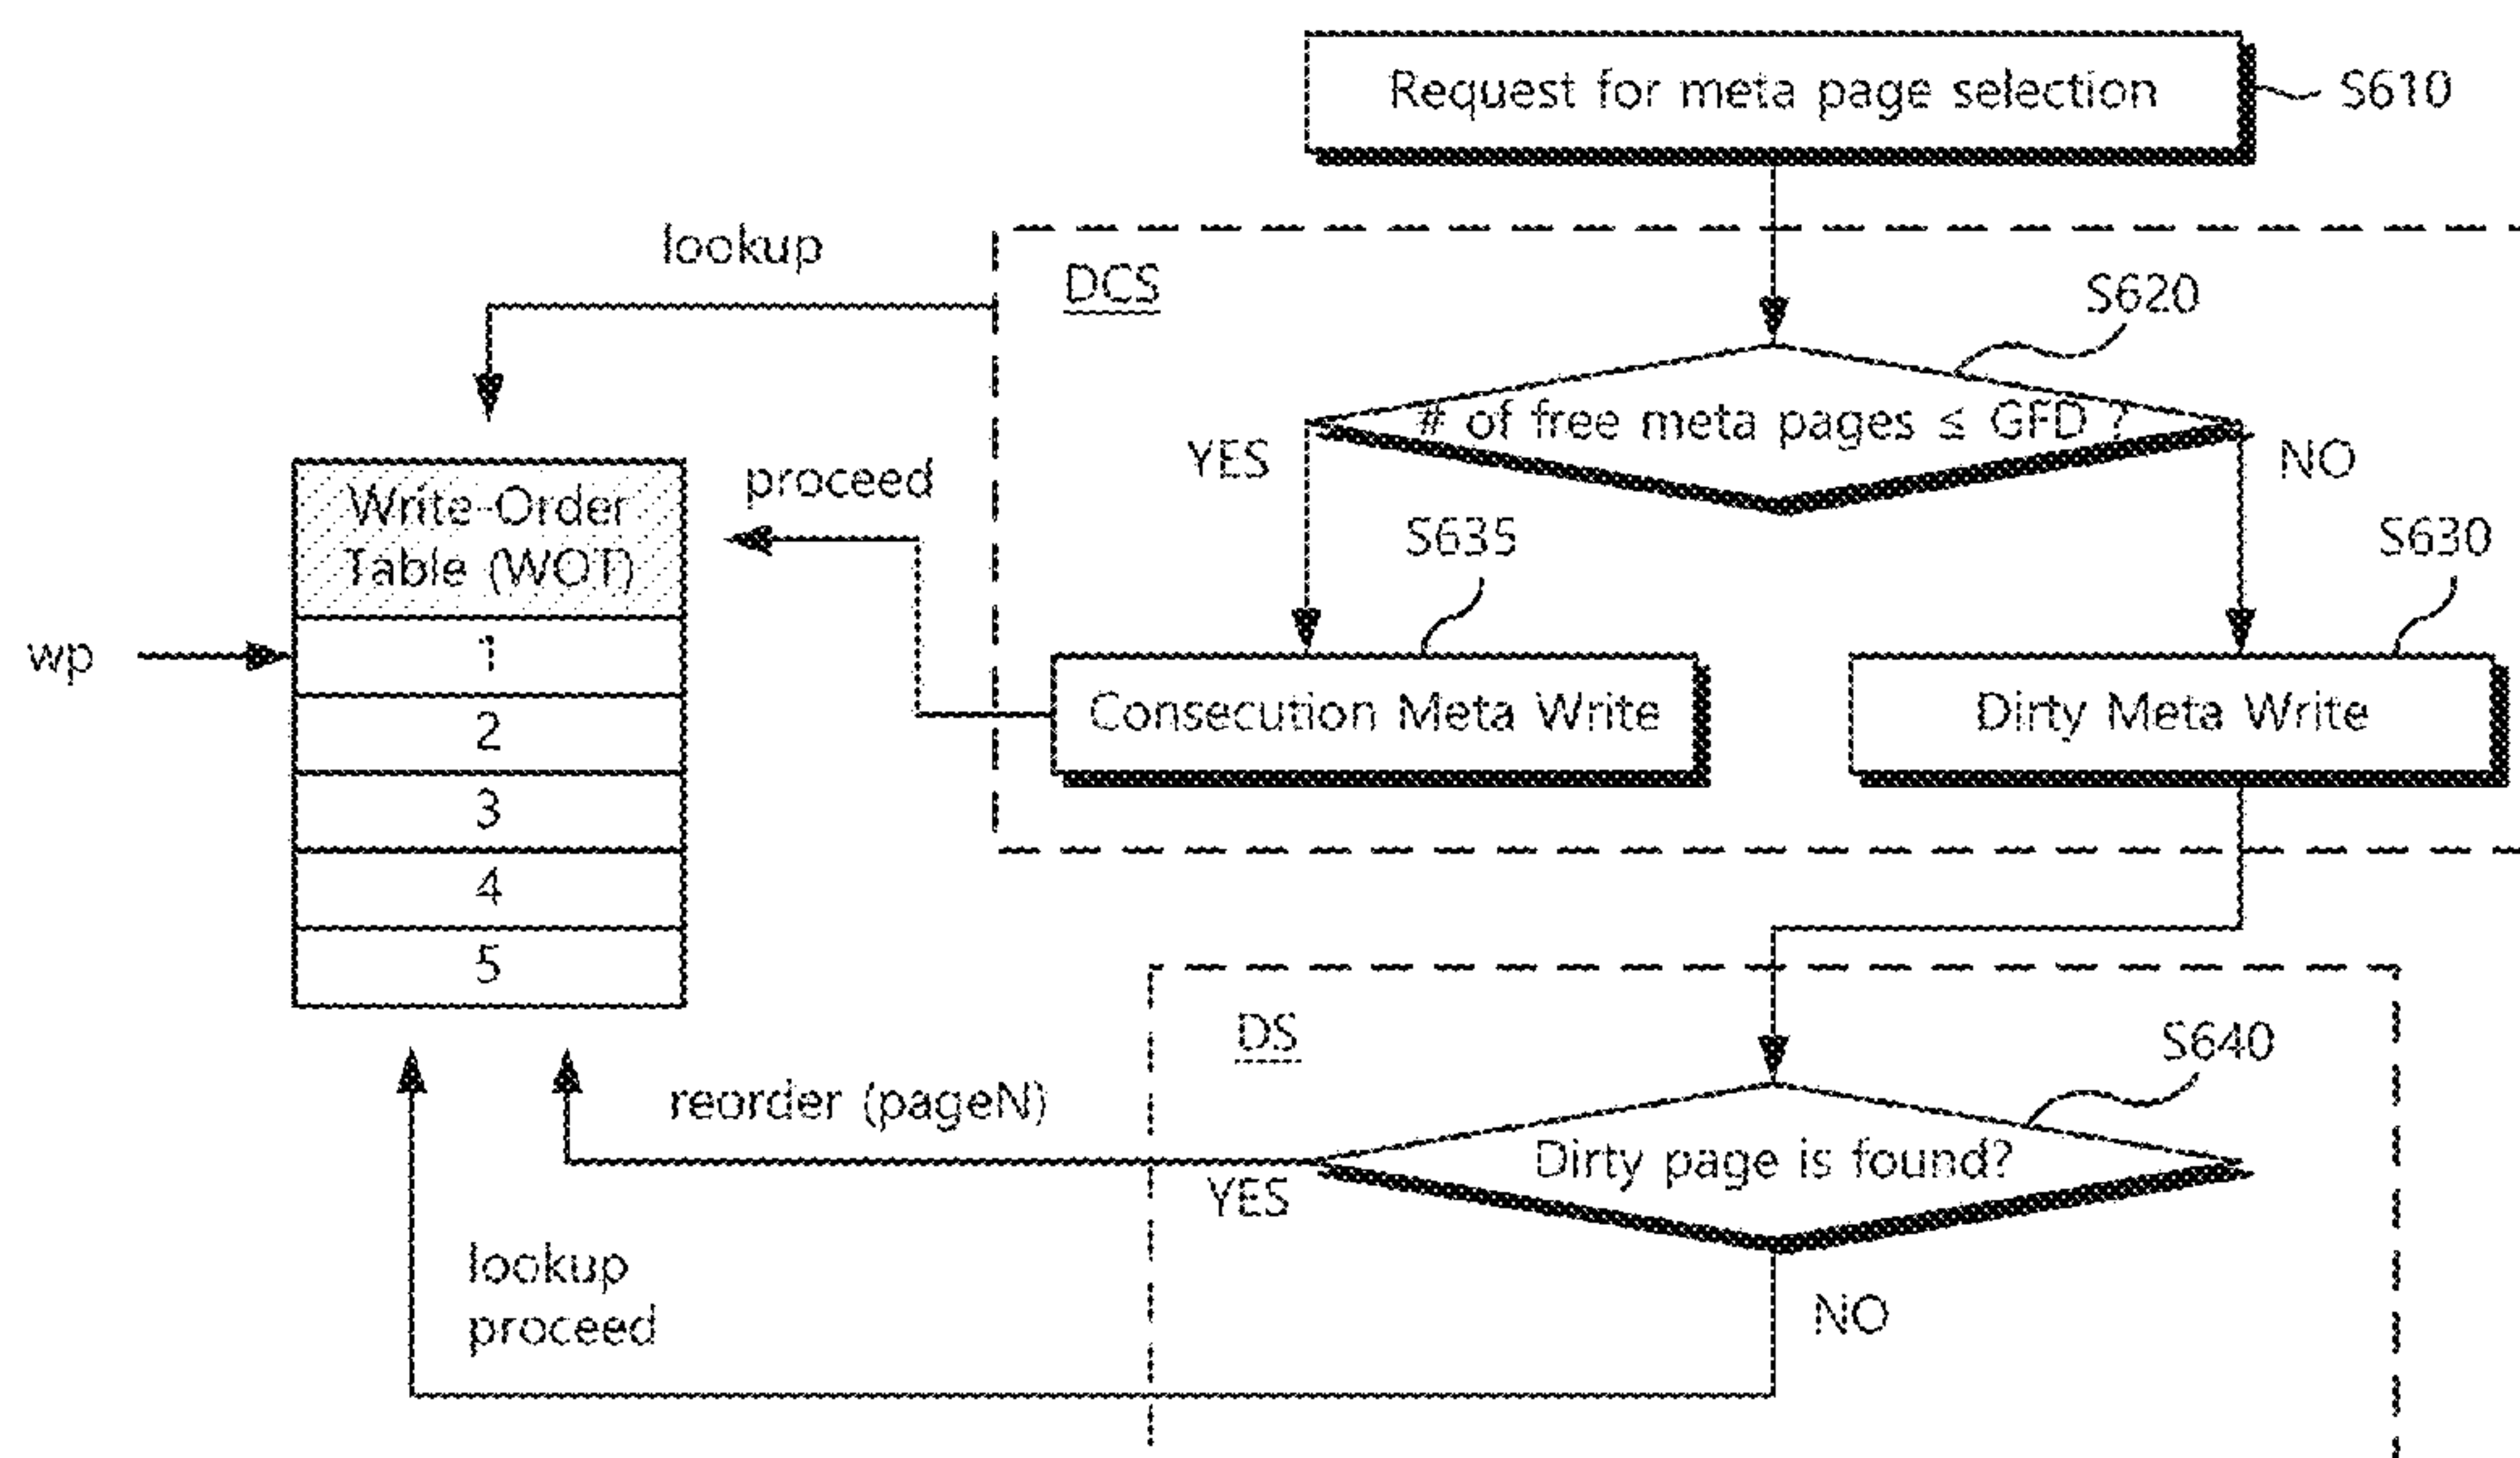 Request for meta page selection
S610
lookup
DCS
S620
# of free meta pages ≤ GFD ?
YES
NO
proceed
Write-Order
Table (WOT)
S635
S630
wp
1
2
3
4
5
Consecution Meta Write
Dirty Meta Write
DS
S640
reorder (pageN)
Dirty page is found?
YES
lookup
proceed
NO